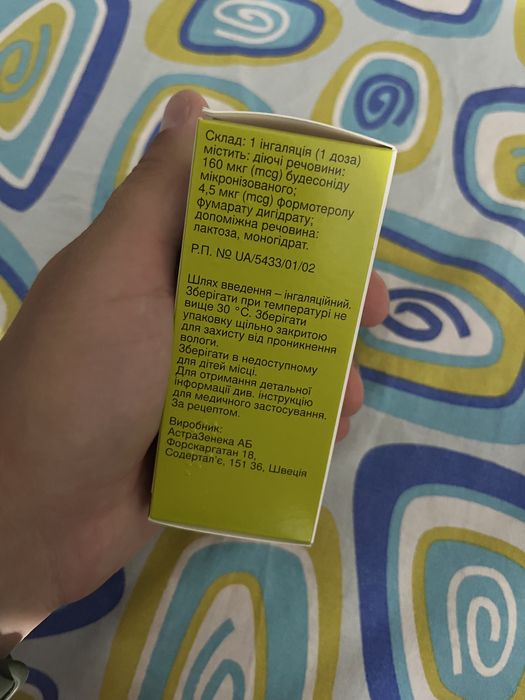 Склад: 1 інгаляція (1 доза)
містить: діючі речовини:
160 мкг (mcg) будесоніду
мікронізованого;
4,5 мкг (mcg) формотеролу
фумарату дигідрату;
допоміжна речовина:
лактоза, моногідрат.
Р.П. № UA/5433/01/02
Шлях введення – інгаляційний.
Зберігати при температурі не
вище 30 °C. Зберігати
упаковку щільно закритою
для захисту від проникнення
вологи.
Зберігати в недоступному
для дітей місці.
Для отримання детальної
інформації див. інструкцію
для медичного застосування.
За рецептом.
Виробник:
АстраЗенека АБ
Форскаргатан 18,
Содертал'є, 151 36, Швеція